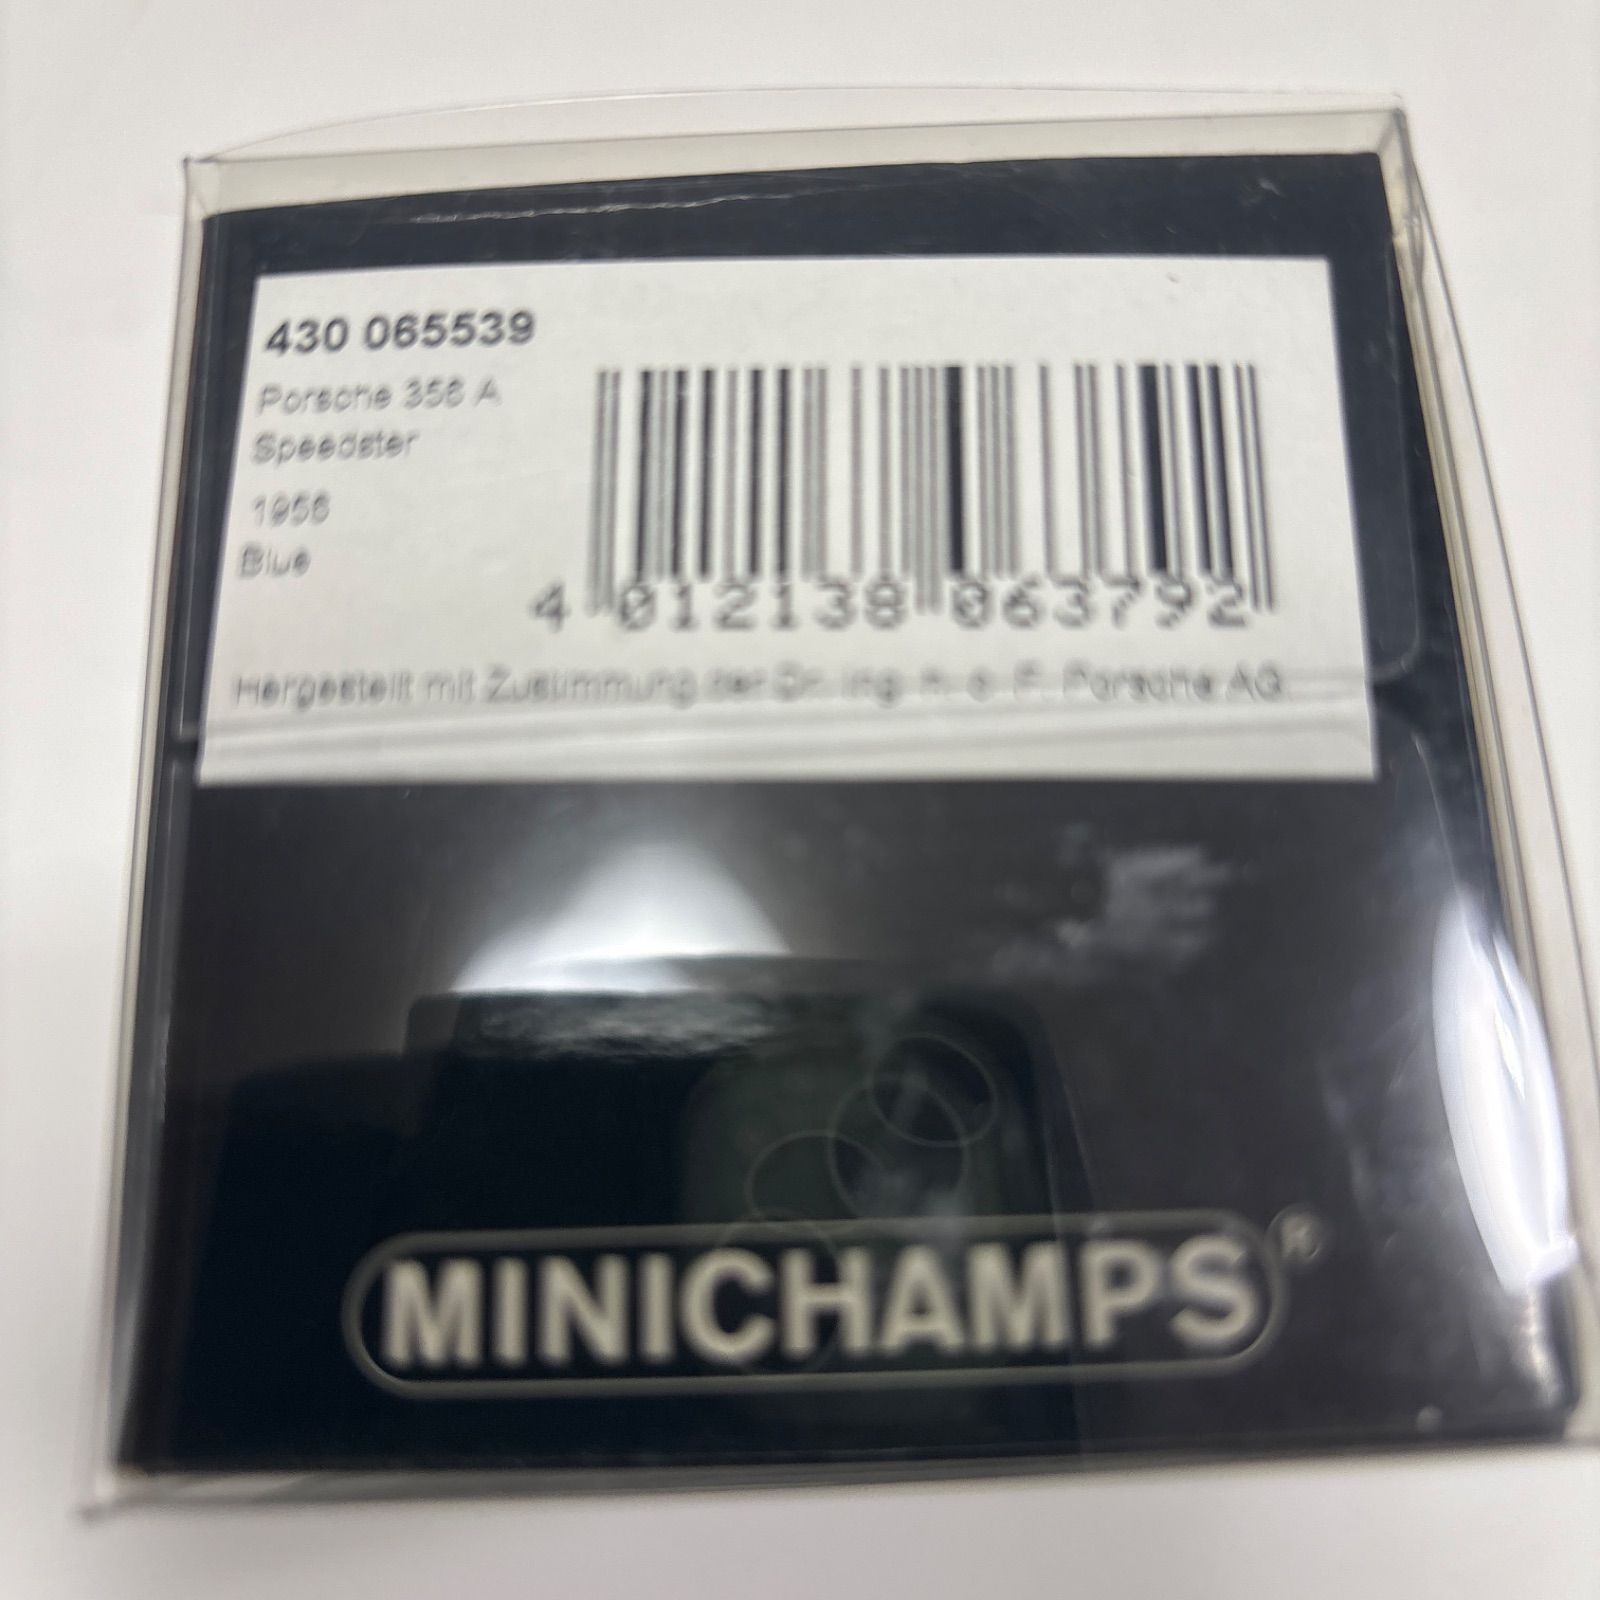 430 065539
Porsche 356 A
Speedster
1956
Blue
4 012138 063792
Hergestellt mit Zustimmung der Dr. Ing. h. c. F. Porsche AG.
MINICHAMPS®